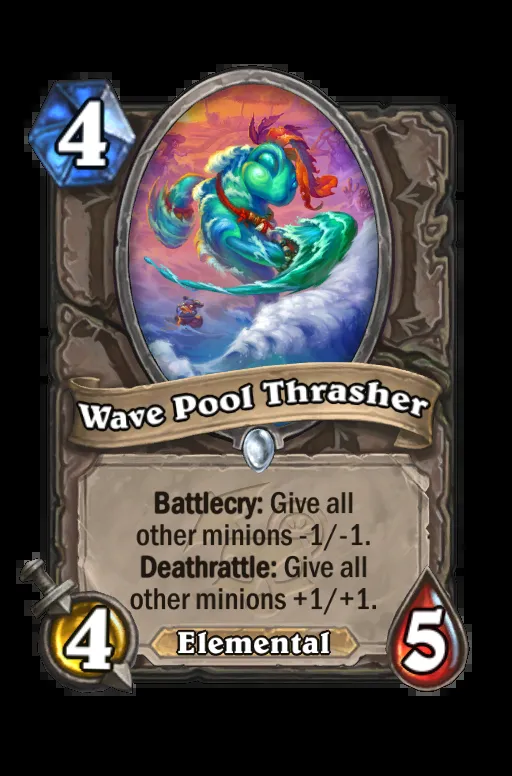 4
Wave Pool Thrasher
Battlecry: Give all
other minions -1/-1.
Deathrattle: Give all
other minions +1/+1.
4
Elemental
5